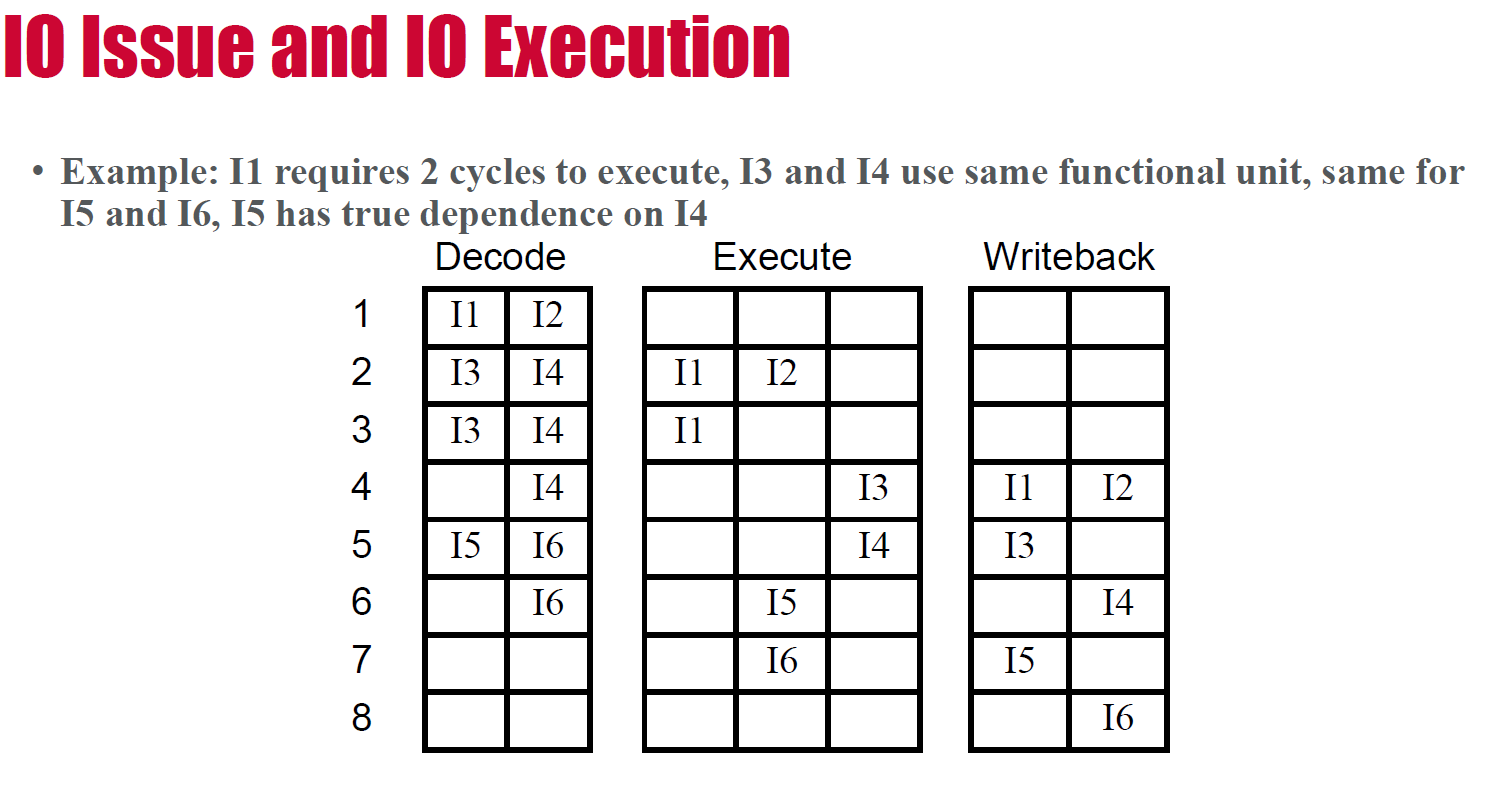 IO Issue and IO Execution
• Example: I1 requires 2 cycles to execute, I3 and I4 use same functional unit, same for
I5 and I6, I5 has true dependence on I4
Decode Execute Writeback
1 I1 I2
2 I3 I4 I1 I2
3 I3 I4 I1
4 I4 I3 I1 I2
5 I5 I6 I4 I3
6 I6 I5 I4
7 I6 I5
8 I6